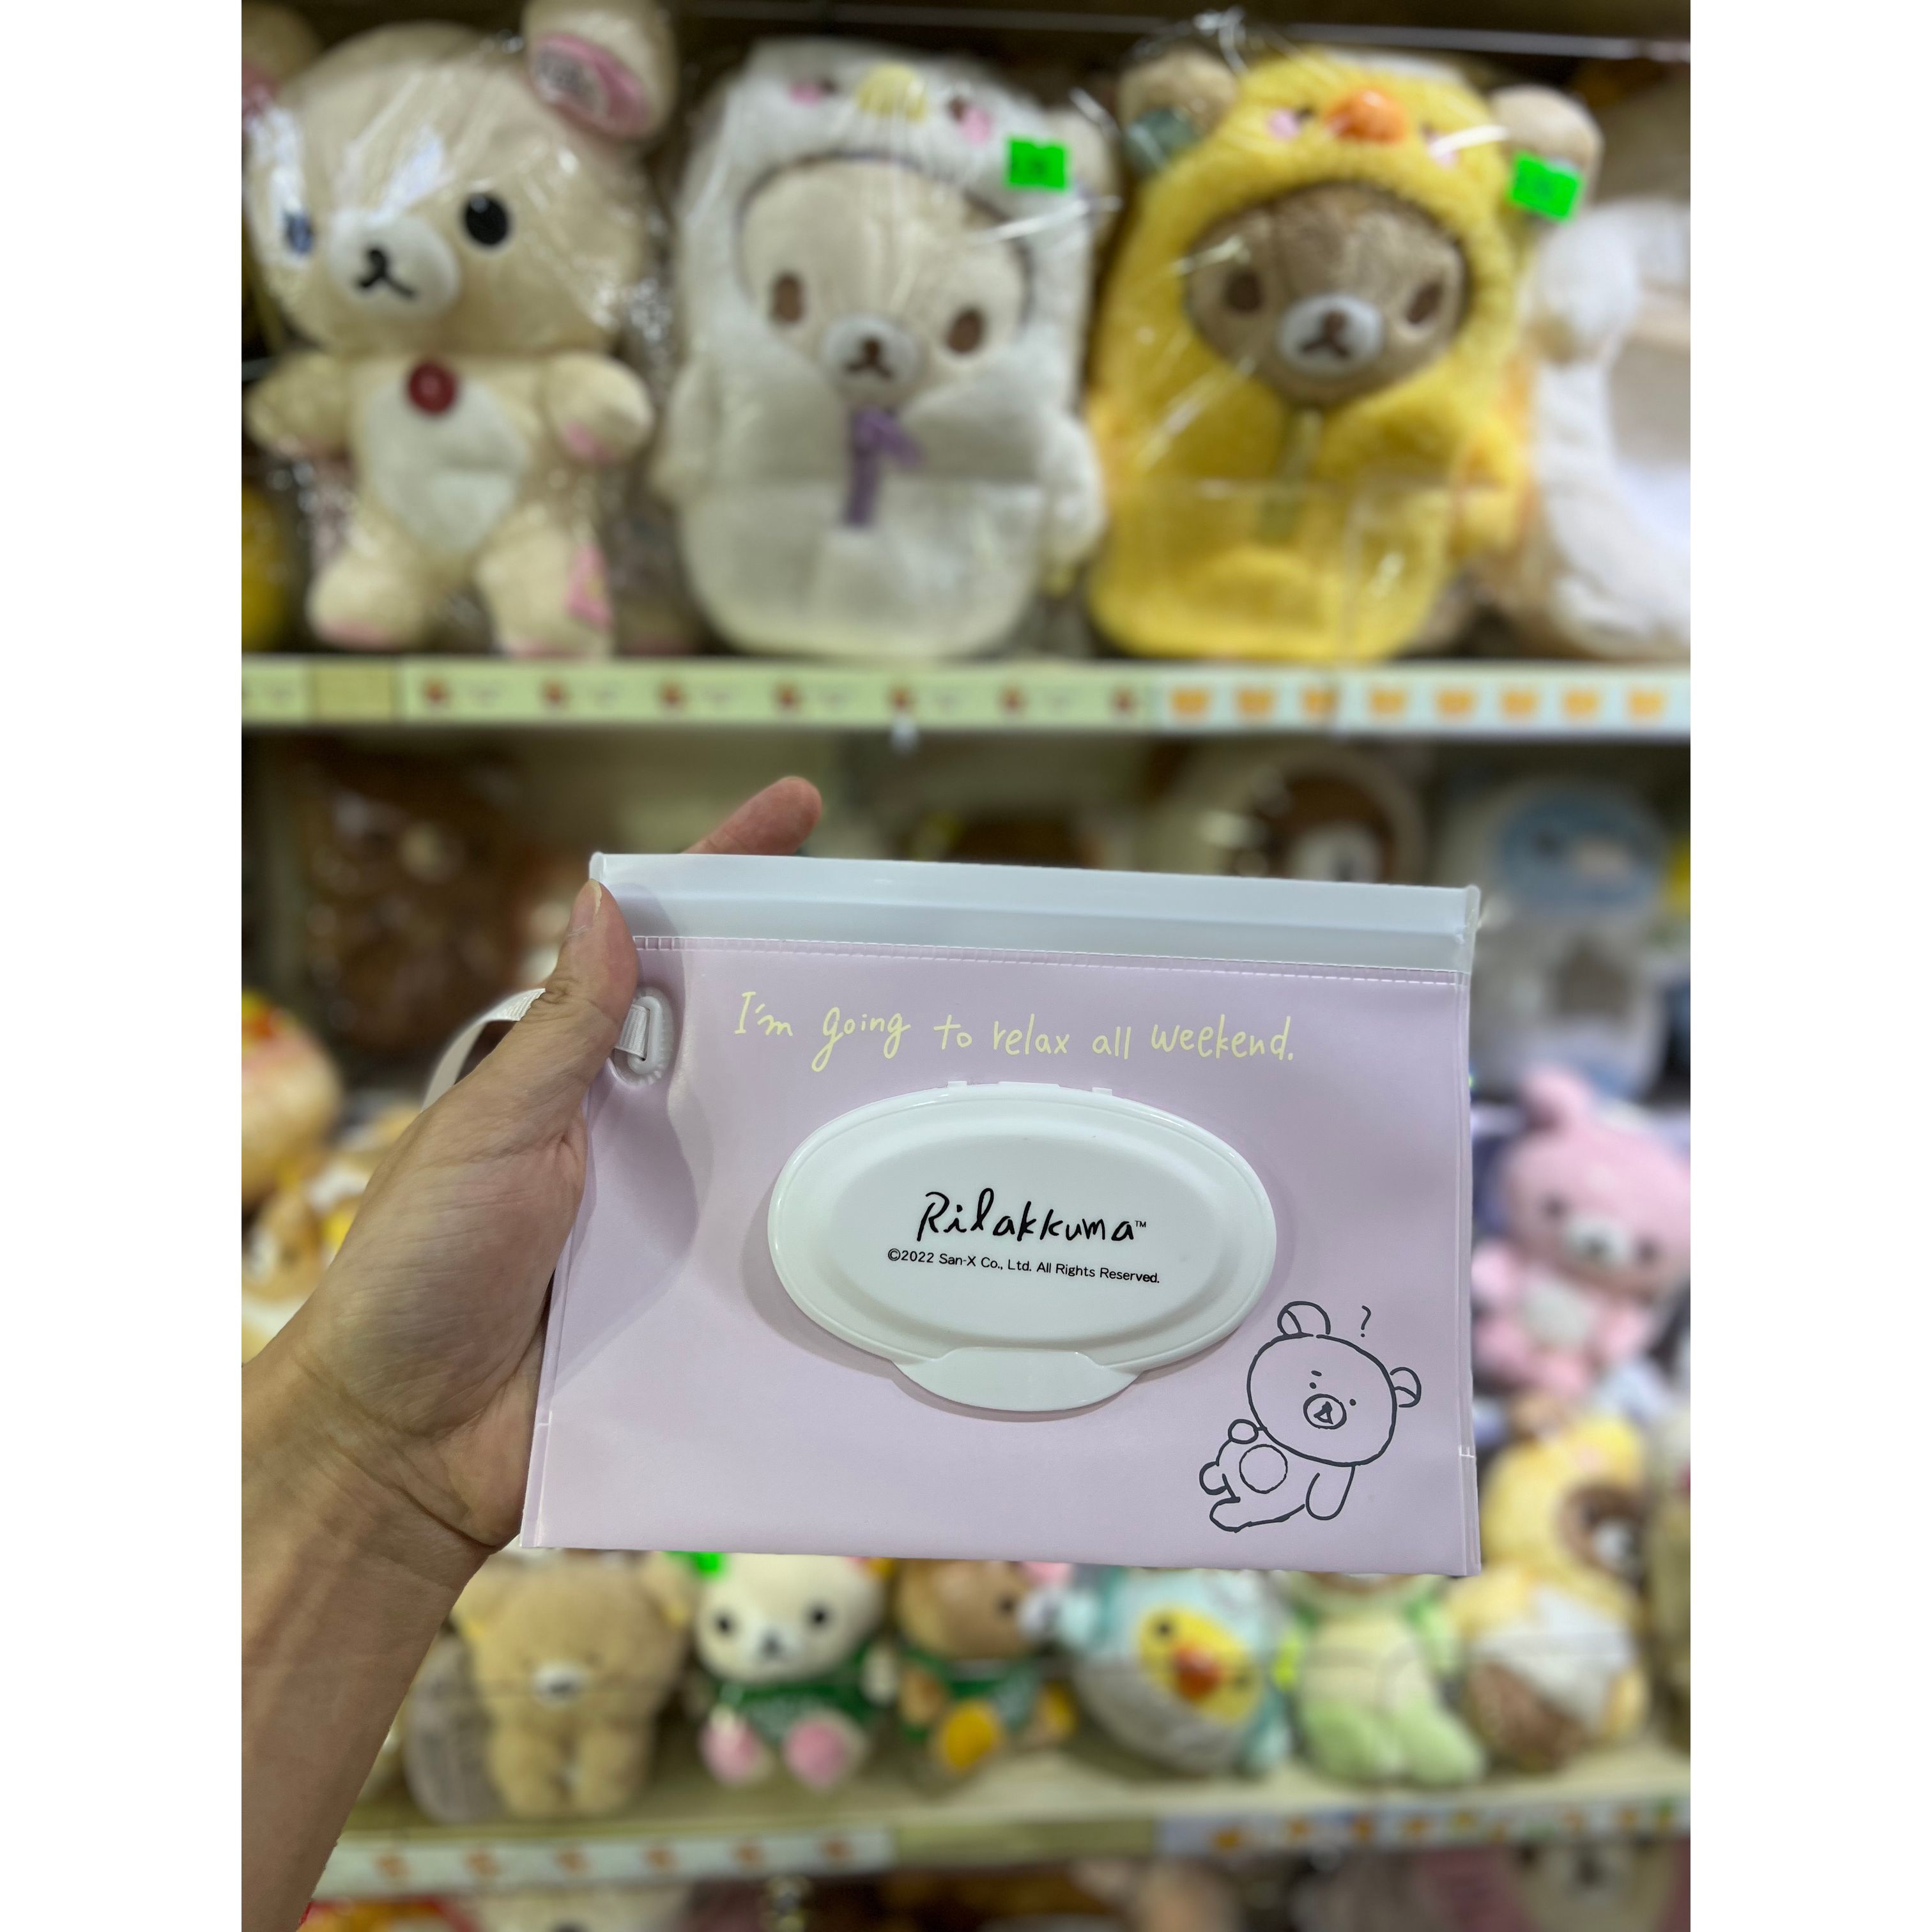 I'm going to relax all weekend.
Rilakkuma™
©2022 San-X Co., Ltd. All Rights Reserved.
?